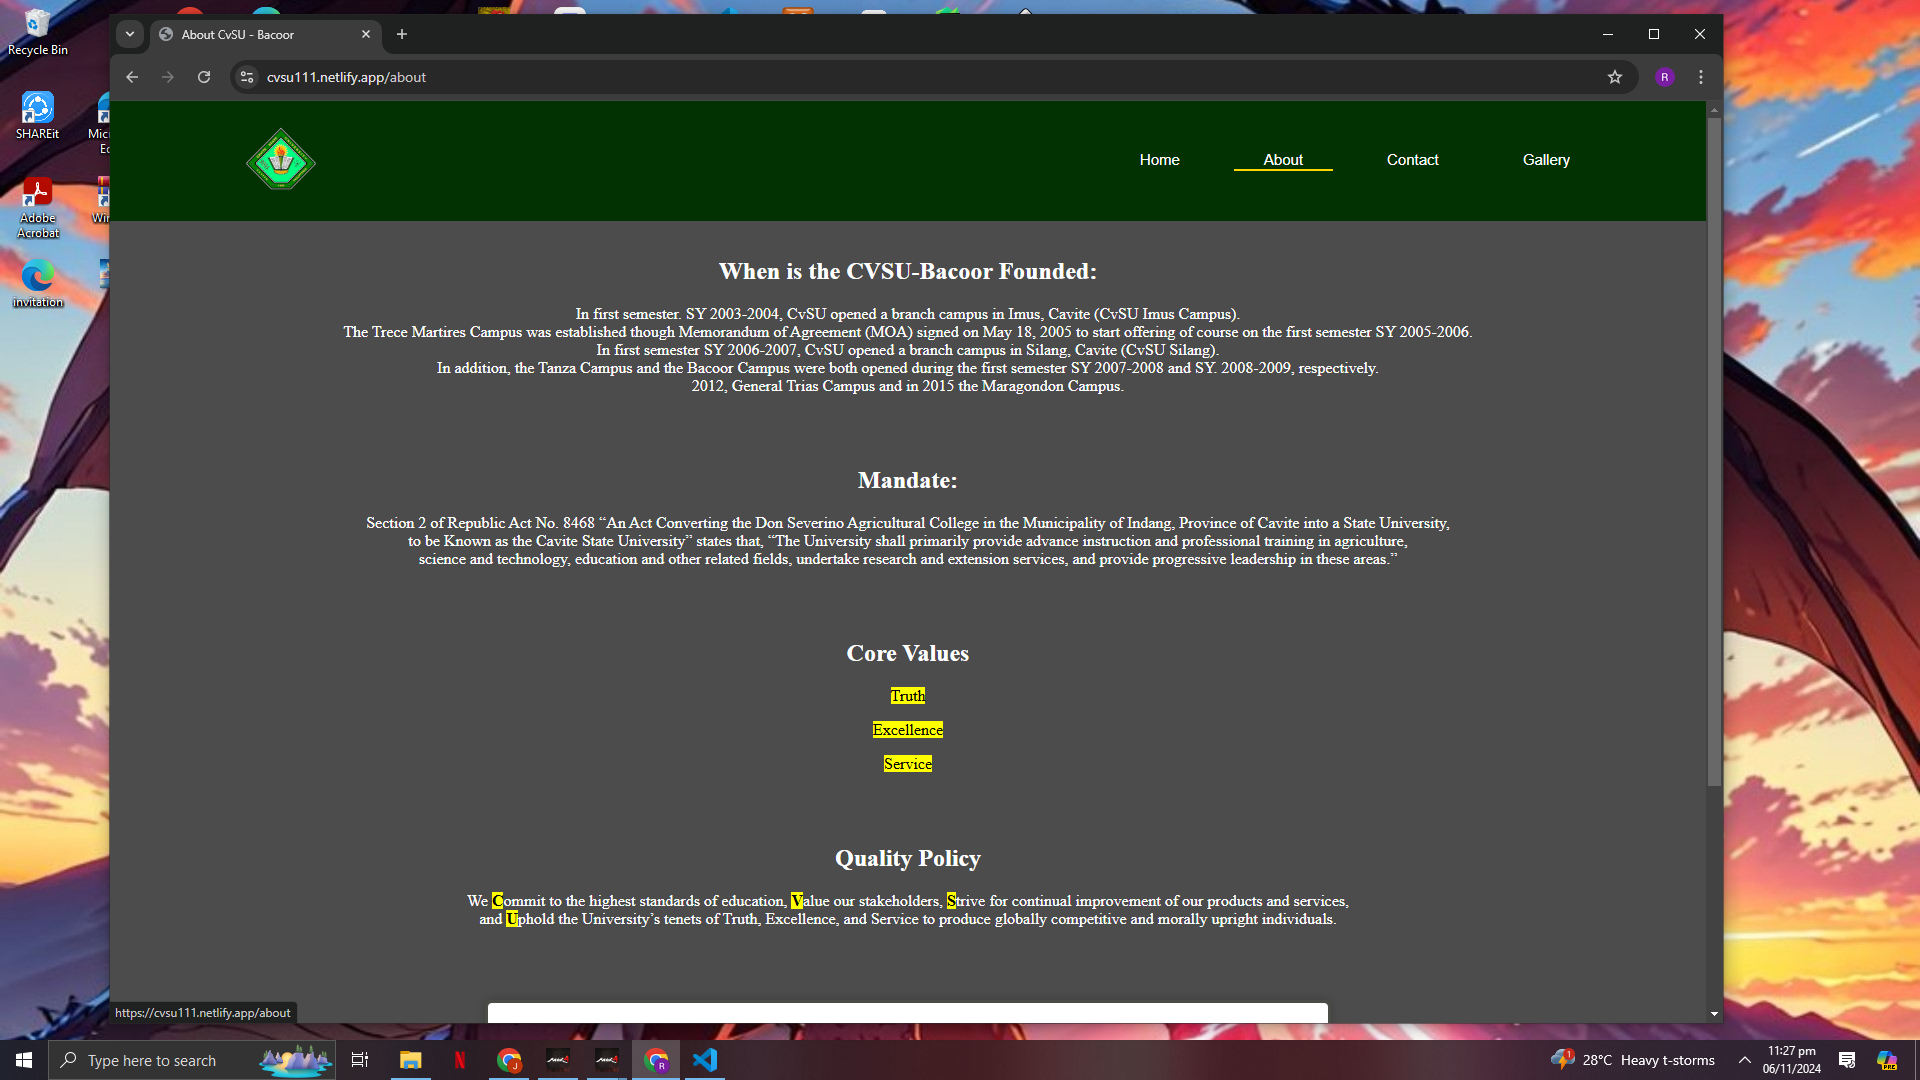 Recycle Bin
SHAREit
Adobe
Acrobat
invitation
About CvSU - Bacoor
cvsu111.netlify.app/about
R
Home
About
Contact
Gallery
When is the CVSU-Bacoor Founded:
In first semester. SY 2003-2004, CvSU opened a branch campus in Imus, Cavite (CvSU Imus Campus).
The Trece Martires Campus was established though Memorandum of Agreement (MOA) signed on May 18, 2005 to start offering of course on the first semester SY 2005-2006.
In first semester SY 2006-2007, CvSU opened a branch campus in Silang, Cavite (CvSU Silang).
In addition, the Tanza Campus and the Bacoor Campus were both opened during the first semester SY 2007-2008 and SY. 2008-2009, respectively.
2012, General Trias Campus and in 2015 the Maragondon Campus.
Mandate:
Section 2 of Republic Act No. 8468 “An Act Converting the Don Severino Agricultural College in the Municipality of Indang, Province of Cavite into a State University,
to be Known as the Cavite State University” states that, “The University shall primarily provide advance instruction and professional training in agriculture,
science and technology, education and other related fields, undertake research and extension services, and provide progressive leadership in these areas.”
Core Values
Truth
Excellence
Service
Quality Policy
We Commit to the highest standards of education, Value our stakeholders, Strive for continual improvement of our products and services,
and Uphold the University’s tenets of Truth, Excellence, and Service to produce globally competitive and morally upright individuals.
https://cvsu111.netlify.app/about
Type here to search
28°C Heavy t-storms
11:27 pm
06/11/2024